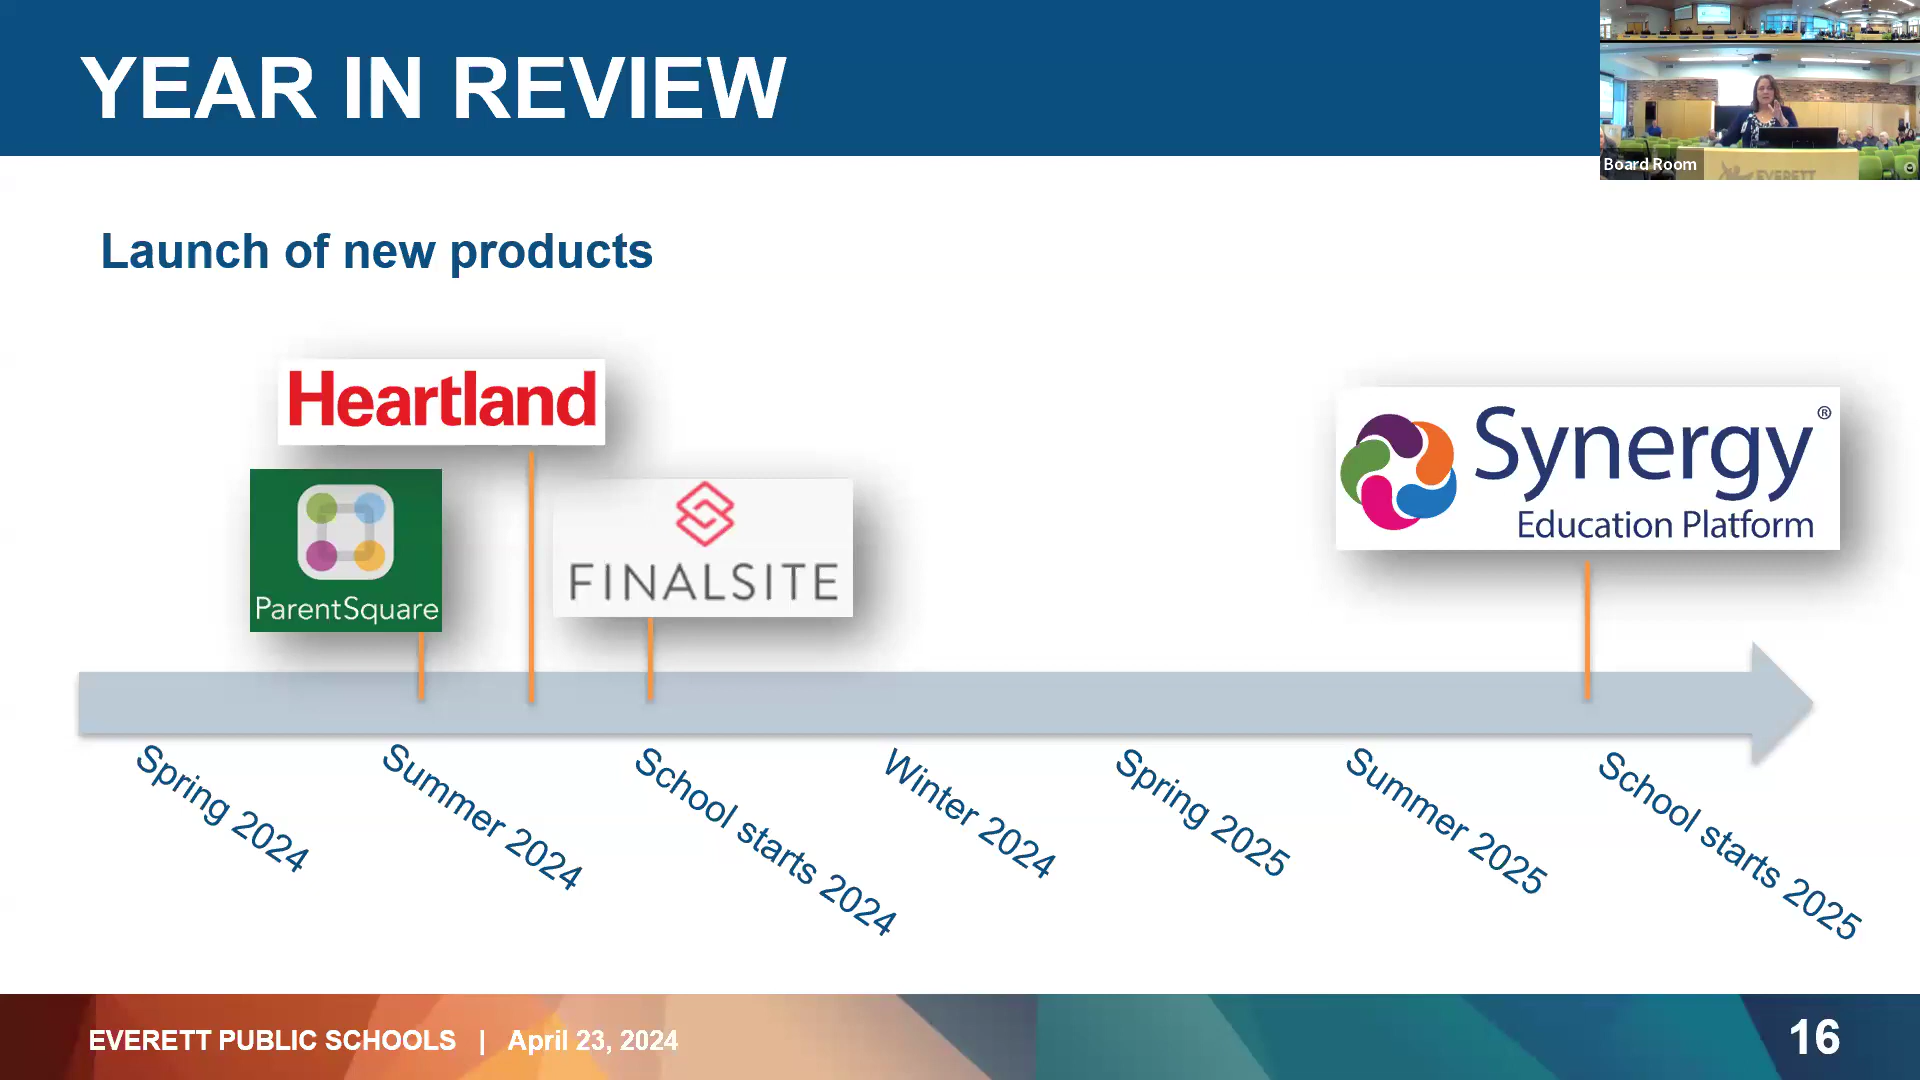 YEAR IN REVIEW
Board Room
EVERETT
Launch of new products
Heartland
ParentSquare
FINALSITE
Synergy®
Education Platform
Spring 2024
Summer 2024
School starts 2024
Winter 2024
Spring 2025
Summer 2025
School starts 2025
EVERETT PUBLIC SCHOOLS | April 23, 2024
16